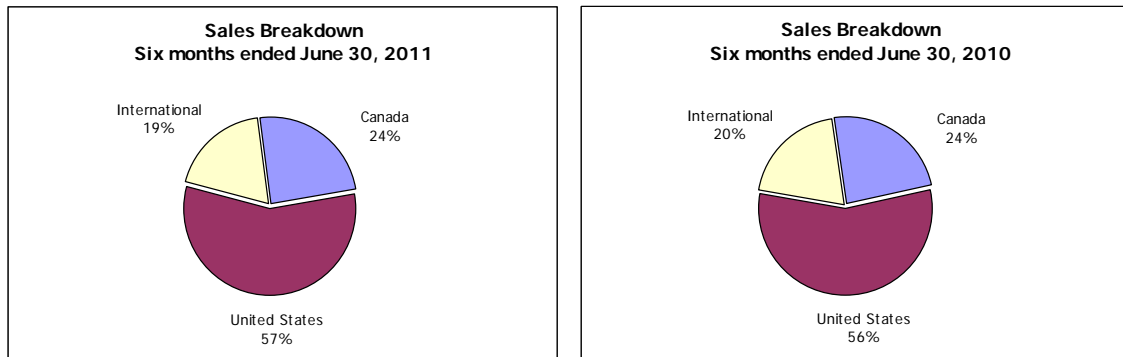 Sales Breakdown
Six months ended June 30, 2011
International
19%
Canada
24%
United States
57%
Sales Breakdown
Six months ended June 30, 2010
International
20%
Canada
24%
United States
56%